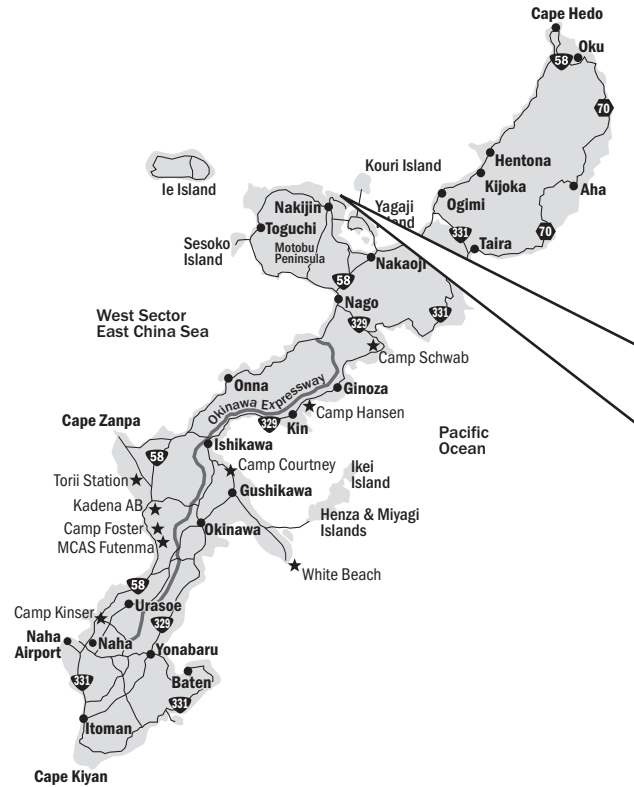 Cape Hedo
Oku
58
70
Hentona
Kouri Island
Ie Island
Kijoka
Aha
Nakijin
Yagaji
Island
Ogimi
Toguchi
331
70
Sesoko
Island
Motobu
Peninsula
Taira
Nakaoji
58
Nago
331
West Sector
East China Sea
329
Camp Schwab
Onna
Okinawa Expressway
Ginoza
Camp Hansen
Cape Zanpa
329
Kin
Pacific
Ocean
Ishikawa
58
Camp Courtney
Ikei
Island
Torii Station
Gushikawa
Kadena AB
Henza & Miyagi
Islands
Camp Foster
Okinawa
MCAS Futenma
White Beach
58
Urasoe
Camp Kinser
329
Naha
Airport
Naha
Yonabaru
331
Baten
331
Itoman
Cape Kiyan